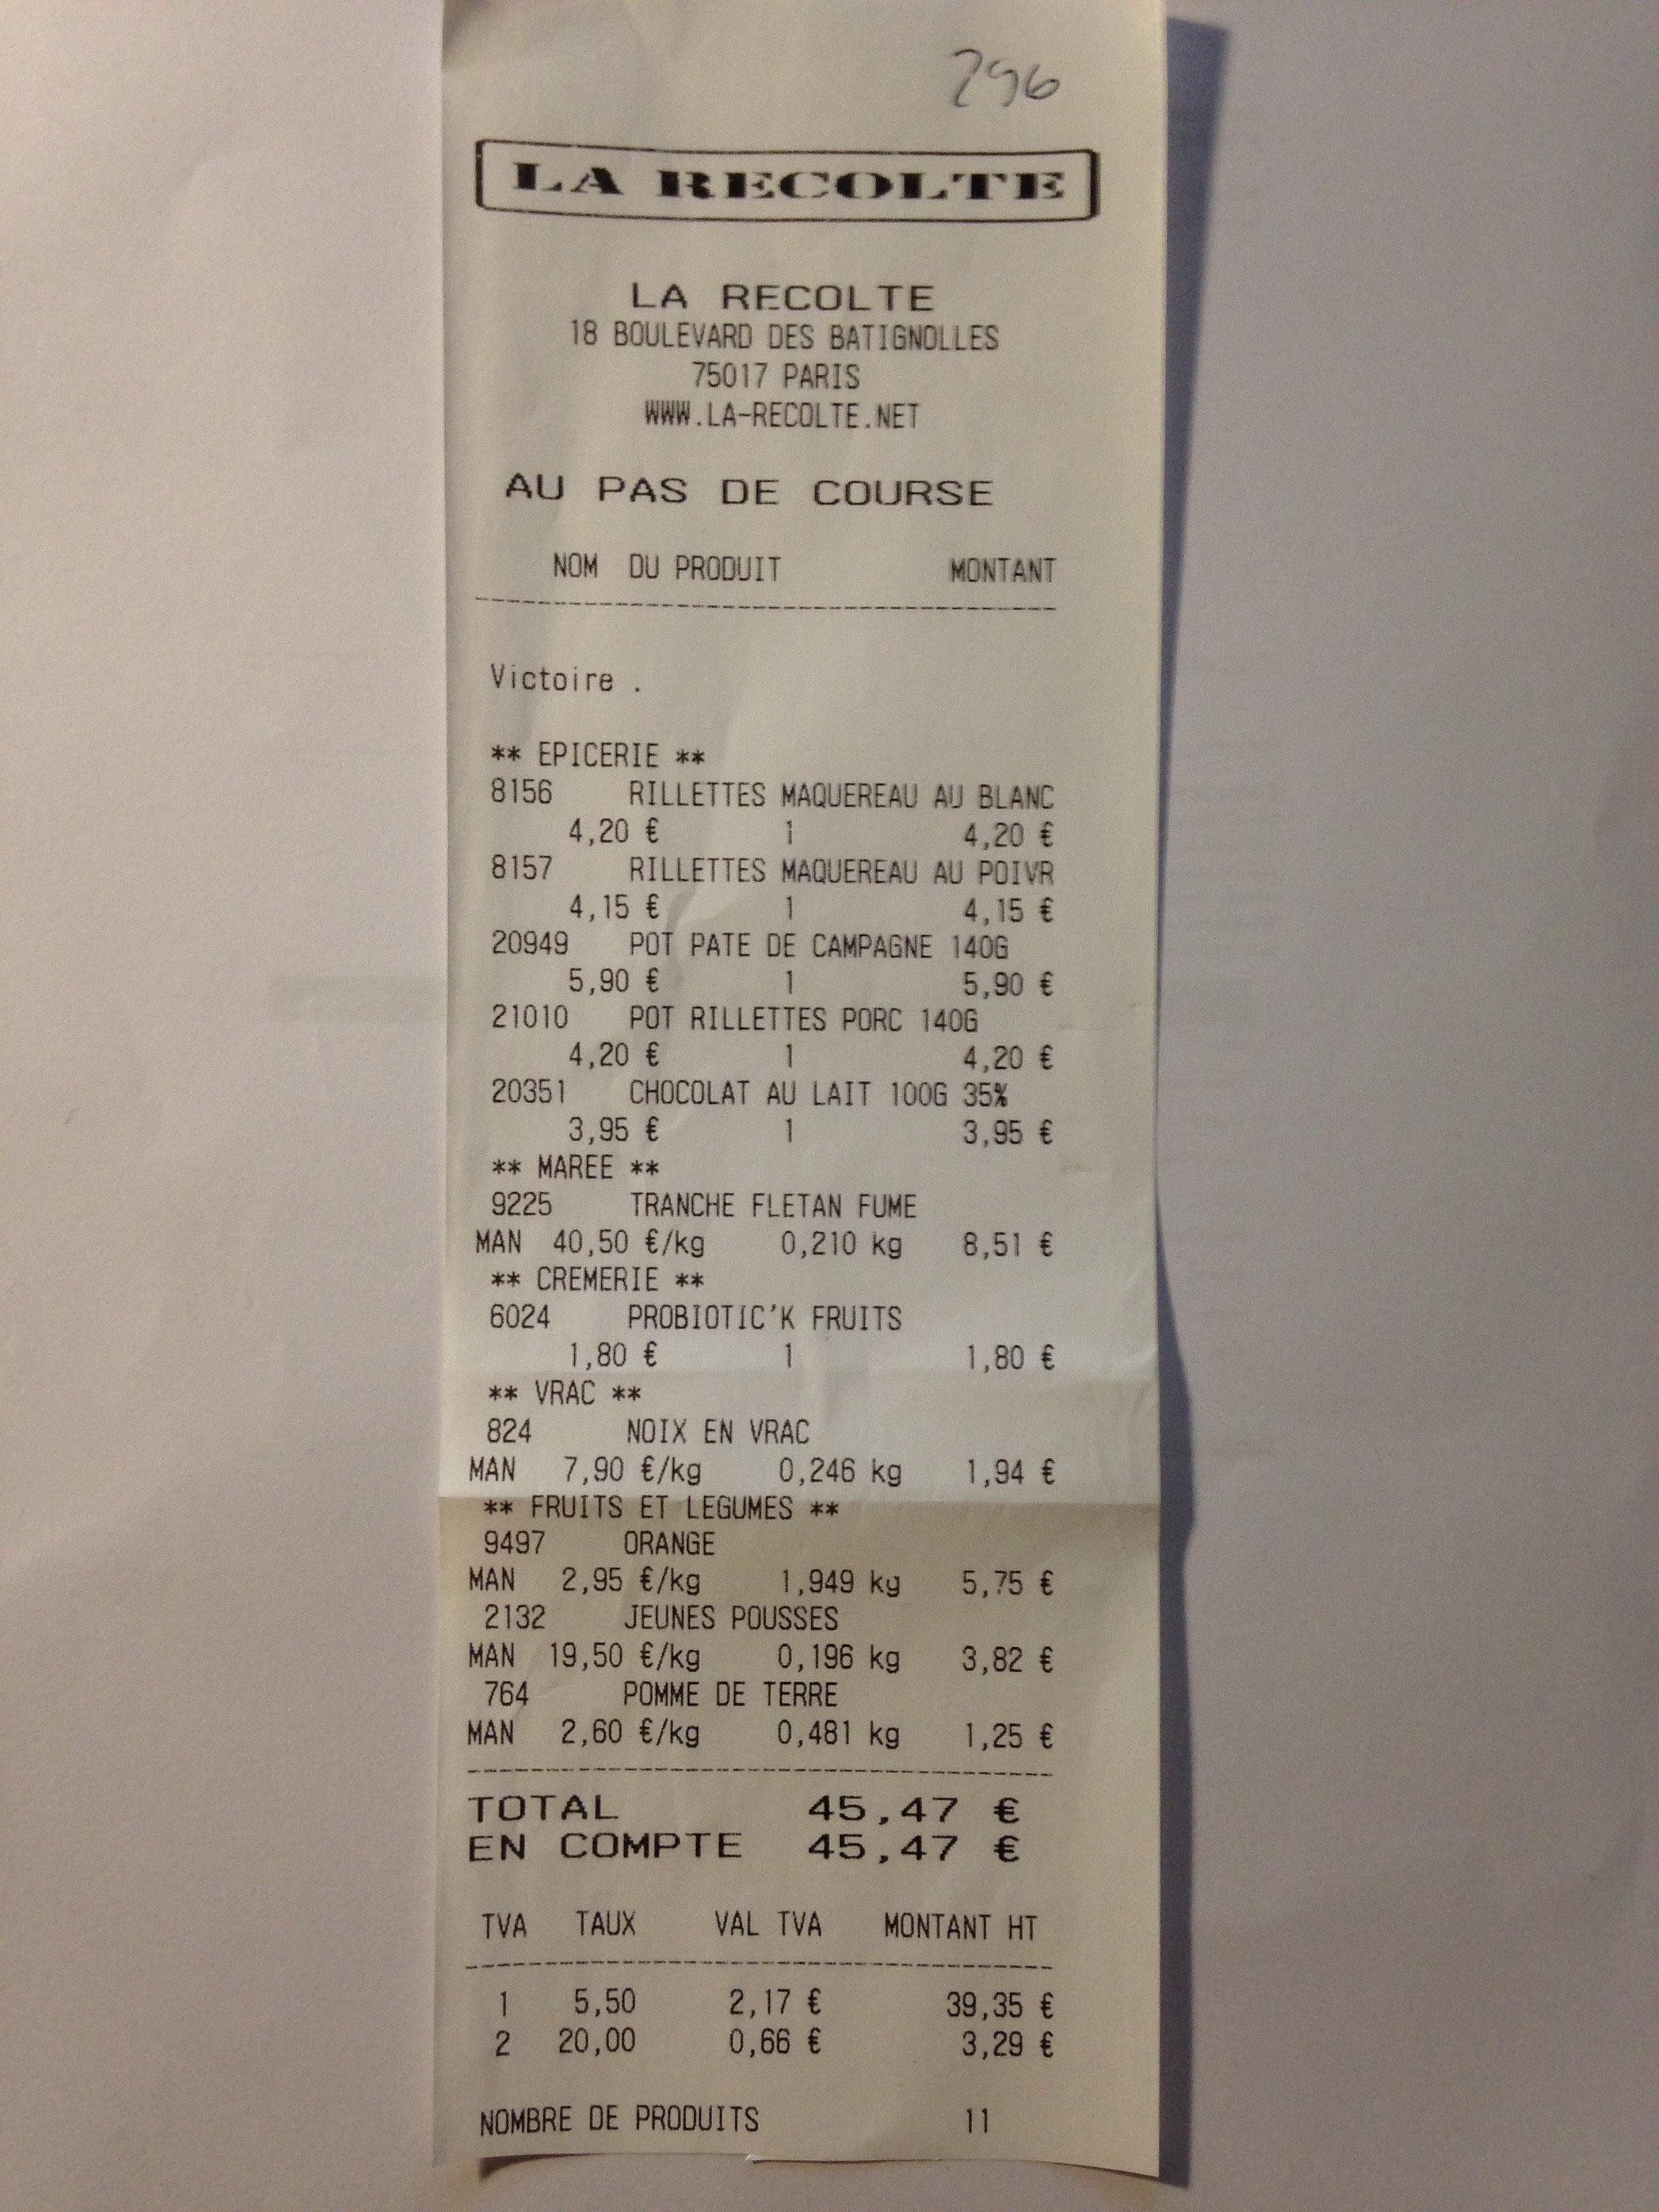 296
LA RECOLTE
LA RECOLTE
18 BOULEVARD DES BATIGNOLLES
75017 PARIS
WWW.LA-RECOLTE.NET
AU PAS DE COURSE
NOM DU PRODUIT MONTANT
Victoire .
** EPICERIE **
8156 RILLETTES MAQUEREAU AU BLANC
4,20 € 1 4,20 €
8157 RILLETTES MAQUEREAU AU POIVR
4,15 € 1 4,15 €
20949 POT PATE DE CAMPAGNE 140G
5,90 € 1 5,90 €
21010 POT RILLETTES PORC 140G
4,20 € 1 4,20 €
20351 CHOCOLAT AU LAIT 100G 35%
3,95 € 1 3,95 €
** MAREE **
9225 TRANCHE FLETAN FUME
MAN 40,50 €/kg 0,210 kg 8,51 €
** CREMERIE **
6024 PROBIOTIC'K FRUITS
1,80 € 1 1,80 €
** VRAC **
824 NOIX EN VRAC
MAN 7,90 €/kg 0,246 kg 1,94 €
** FRUITS ET LEGUMES **
9497 ORANGE
MAN 2,95 €/kg 1,949 kg 5,75 €
2132 JEUNES POUSSES
MAN 19,50 €/kg 0,196 kg 3,82 €
764 POMME DE TERRE
MAN 2,60 €/kg 0,481 kg 1,25 €
TOTAL 45,47 €
EN COMPTE 45,47 €
TVA TAUX VAL TVA MONTANT HT
1 5,50 2,17 € 39,35 €
2 20,00 0,66 € 3,29 €
NOMBRE DE PRODUITS 11